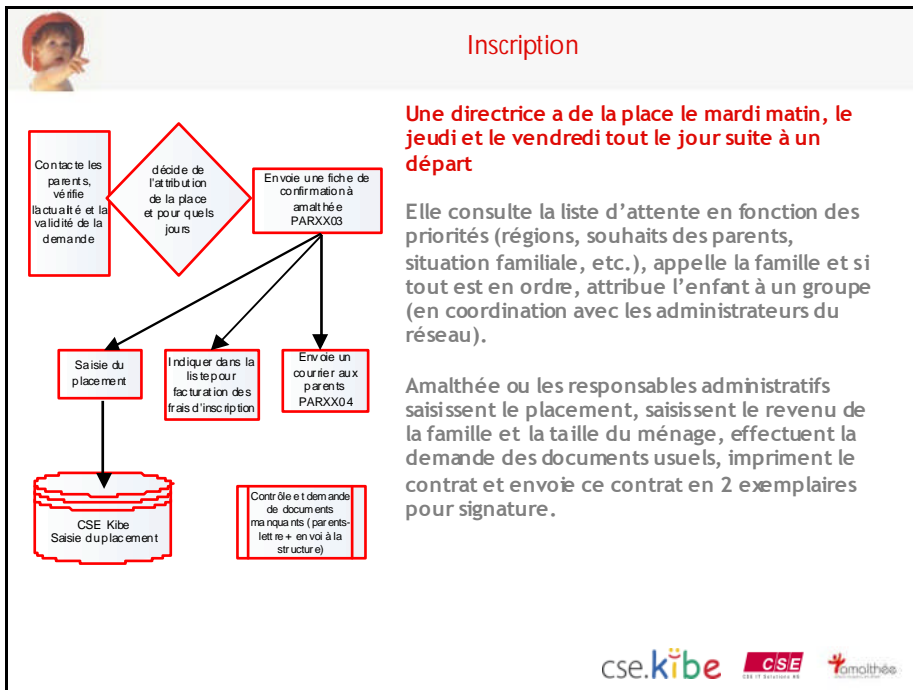 Inscription
Contacte les
parents,
vérifie
l'actualité et la
validité de la
demande
décide de
l'attribution
de la place
et pour quels
jours
Envoie une fiche de
confirmation à
amalthée
PARXX03
Saisie du
placement
Indiquer dans la
liste pour
facturation des
frais d'inscription
Envoie un
courrier aux
parents
PARXX04
CSE Kibe
Saisie du placement
Contrôle et demande
de documents
manquants (parents-
lettre + envoi à la
structure)
Une directrice a de la place le mardi matin, le
jeudi et le vendredi tout le jour suite à un
départ
Elle consulte la liste d'attente en fonction des
priorités (régions, souhaits des parents,
situation familiale, etc.), appelle la famille et si
tout est en ordre, attribue l'enfant à un groupe
(en coordination avec les administrateurs du
réseau).
Amalthée ou les responsables administratifs
saisissent le placement, saisissent le revenu de
la famille et la taille du ménage, effectuent la
demande des documents usuels, impriment le
contrat et envoie ce contrat en 2 exemplaires
pour signature.
cse.kibe
CSE
CSE IT Solutions AG
amalthée